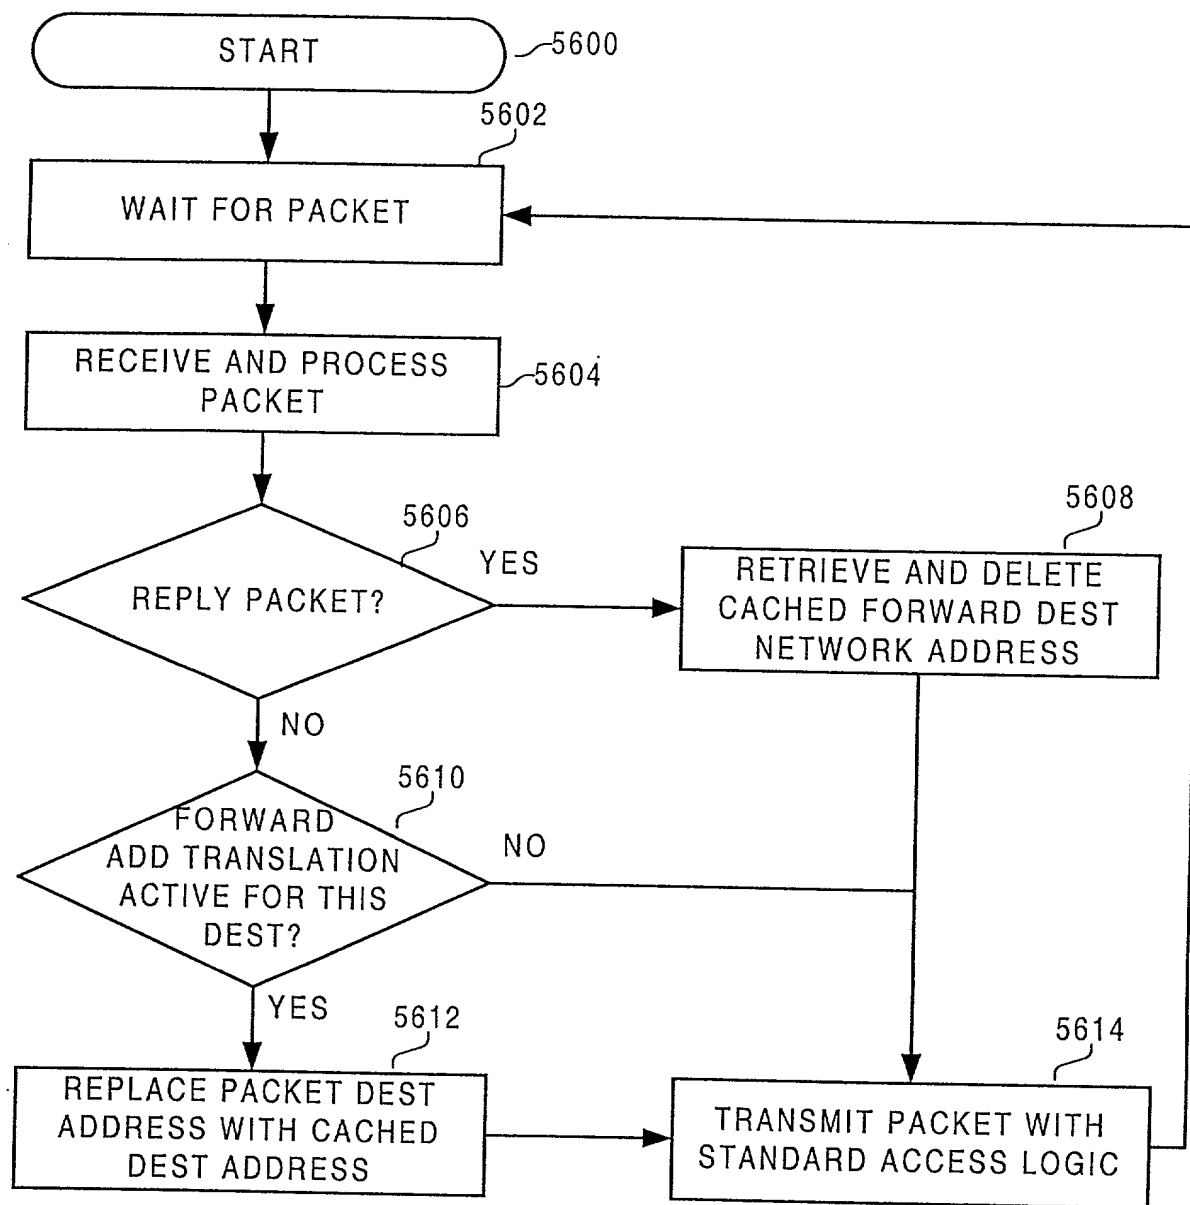 START
5600
5602
WAIT FOR PACKET
RECEIVE AND PROCESS
PACKET
5604
5606
REPLY PACKET?
YES
5608
RETRIEVE AND DELETE
CACHED FORWARD DEST
NETWORK ADDRESS
NO
5610
FORWARD
ADD TRANSLATION
ACTIVE FOR THIS
DEST?
NO
YES
5612
REPLACE PACKET DEST
ADDRESS WITH CACHED
DEST ADDRESS
5614
TRANSMIT PACKET WITH
STANDARD ACCESS LOGIC